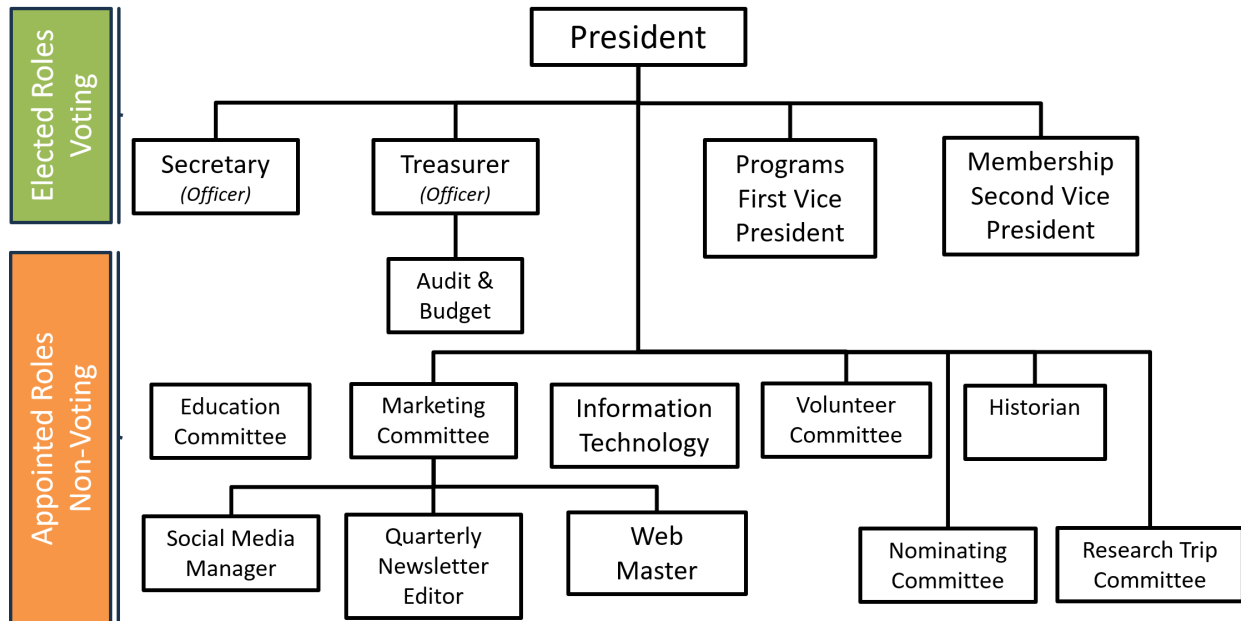 Elected Roles
Voting
President
Secretary
(Officer)
Treasurer
(Officer)
Programs
First Vice
President
Membership
Second Vice
President
Audit &
Budget
Appointed Roles
Non-Voting
Education
Committee
Marketing
Committee
Information
Technology
Volunteer
Committee
Historian
Social Media
Manager
Quarterly
Newsletter
Editor
Web
Master
Nominating
Committee
Research Trip
Committee